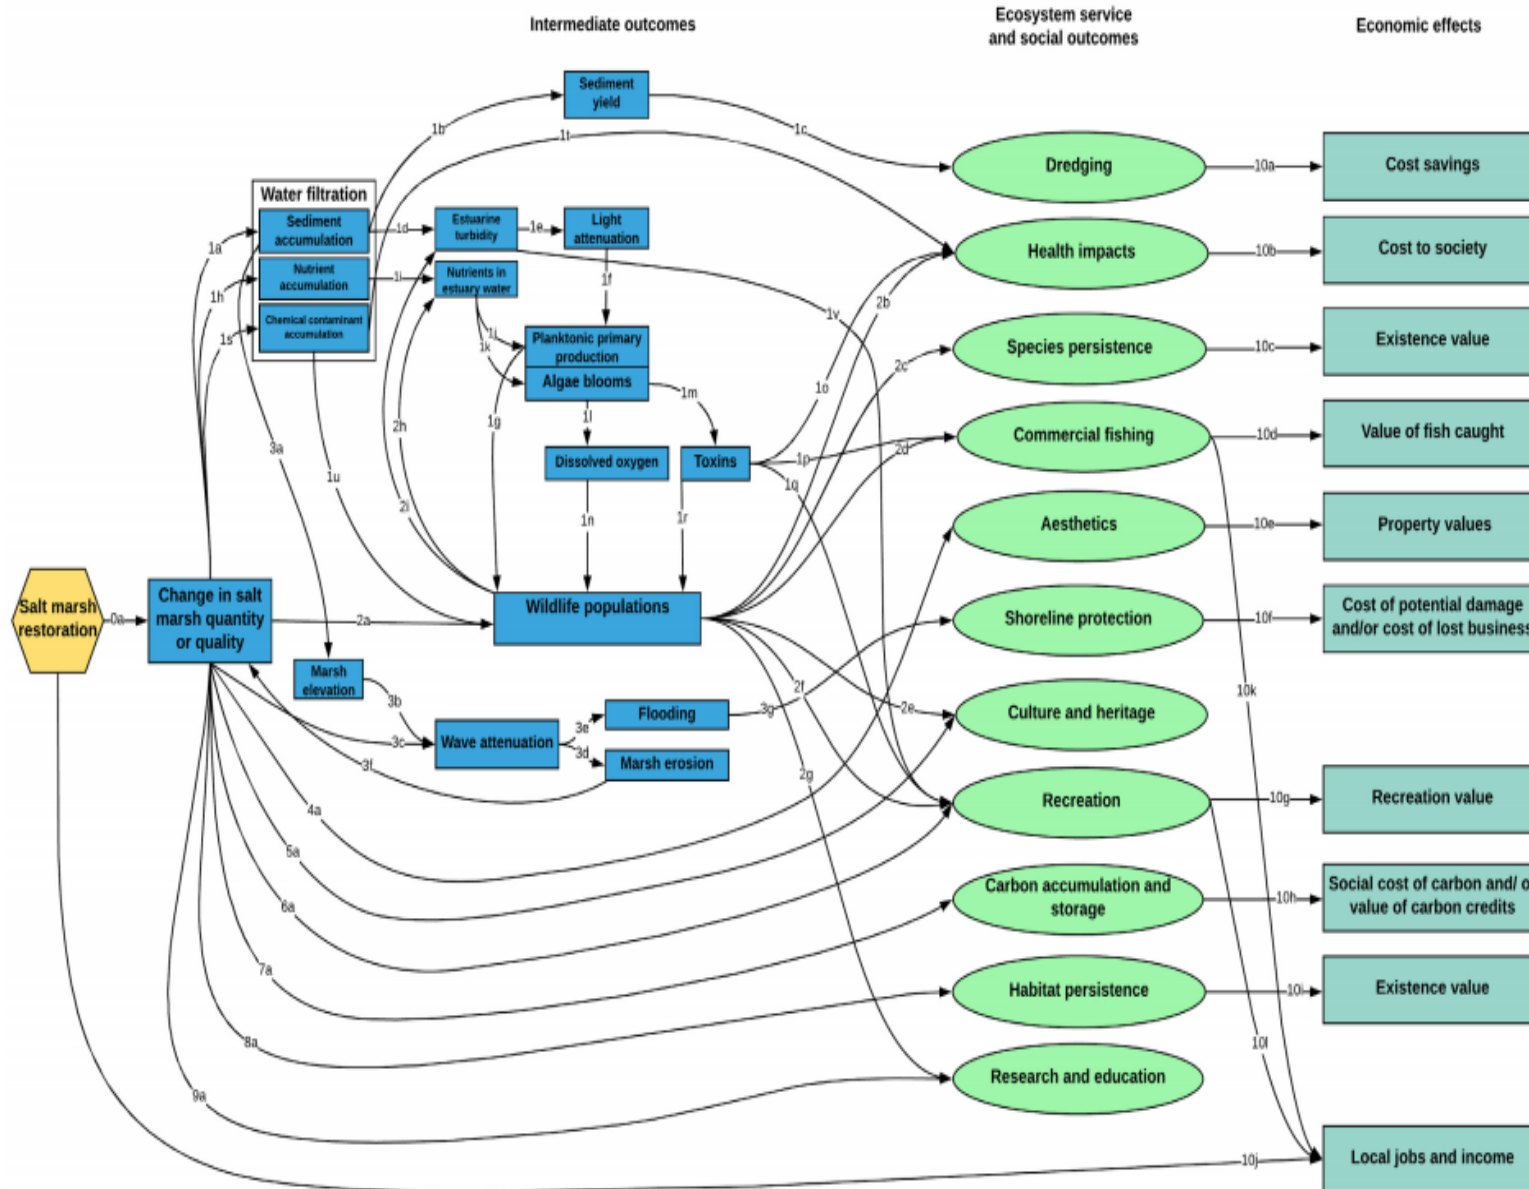 Intermediate outcomes
Ecosystem service
and social outcomes
Economic effects
Sediment
yield
1b
1c
1t
Dredging
10a
Cost savings
Water filtration
Sediment
accumulation
1a
1d
Estuarine
turbidity
1e
Light
attenuation
Health impacts
10b
Cost to society
Nutrient
accumulation
1h
1i
Nutrients in
estuary water
1f
2b
1v
Chemical contaminant
accumulation
1s
1j
1k
Planktonic primary
production
Algae blooms
Species persistence
10c
Existence value
2c
1o
1m
1g
1l
2h
3a
Commercial fishing
10d
Value of fish caught
Dissolved oxygen
Toxins
1p
2d
1q
1u
2i
1n
1r
Aesthetics
10e
Property values
Salt marsh
restoration
0a
Change in salt
marsh quantity
or quality
2a
Wildlife populations
Shoreline protection
10f
Cost of potential damage
and/or cost of lost business
Marsh
elevation
3b
2f
10k
Flooding
3g
2e
Culture and heritage
3c
Wave attenuation
3e
3d
3f
Marsh erosion
2g
4a
Recreation
10g
Recreation value
5a
6a
Carbon accumulation and
storage
10h
Social cost of carbon and/ o
value of carbon credits
7a
Habitat persistence
10i
Existence value
8a
10l
Research and education
9a
10j
Local jobs and income